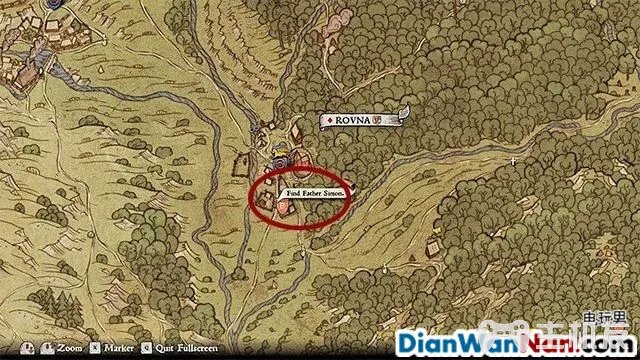 ROVNA
Find Father Simon
电玩男
Zoom
X Marker
Quit Fullscreen
DianWanNan.com